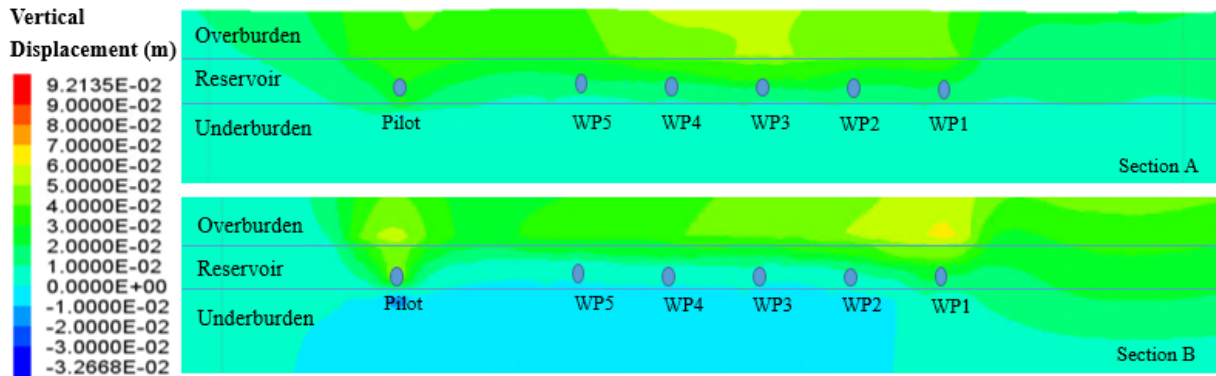 Vertical
Displacement (m)
9.2135E-02
9.0000E-02
8.0000E-02
7.0000E-02
6.0000E-02
5.0000E-02
4.0000E-02
2.0000E-02
1.0000E-02
0.0000E+00
-1.0000E-02
-2.0000E-02
-3.0000E-02
-3.2668E-02
Overburden
Reservoir
Underburden
Pilot
WP5
WP4
WP3
WP2
WP1
Section A
Overburden
Reservoir
Underburden
Pilot
WP5
WP4
WP3
WP2
WP1
Section B